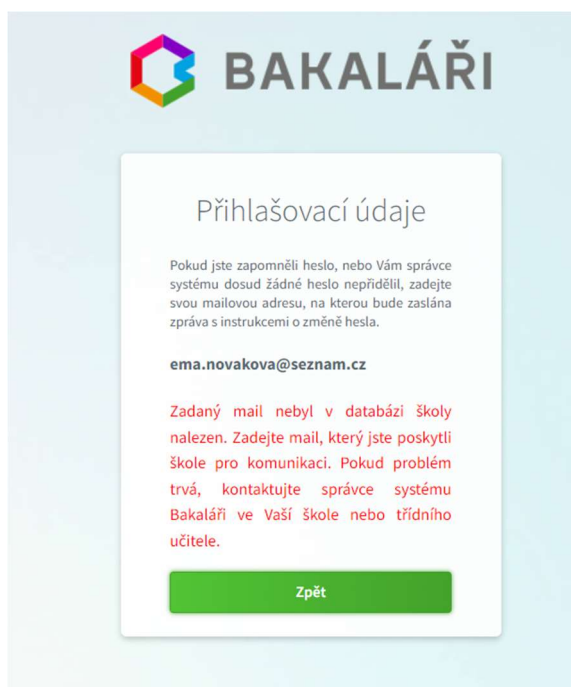 BAKALÁŘI
Přihlašovací údaje
Pokud jste zapomněli heslo, nebo Vám správce
systému dosud žádné heslo nepřidělil, zadejte
svou mailovou adresu, na kterou bude zaslána
zpráva s instrukcemi o změně hesla.
ema.novakova@seznam.cz
Zadaný mail nebyl v databázi školy
nalezen. Zadejte mail, který jste poskytli
škole pro komunikaci. Pokud problém
trvá, kontaktujte správce systému
Bakaláři ve Vaší škole nebo třídního
učitele.
Zpět